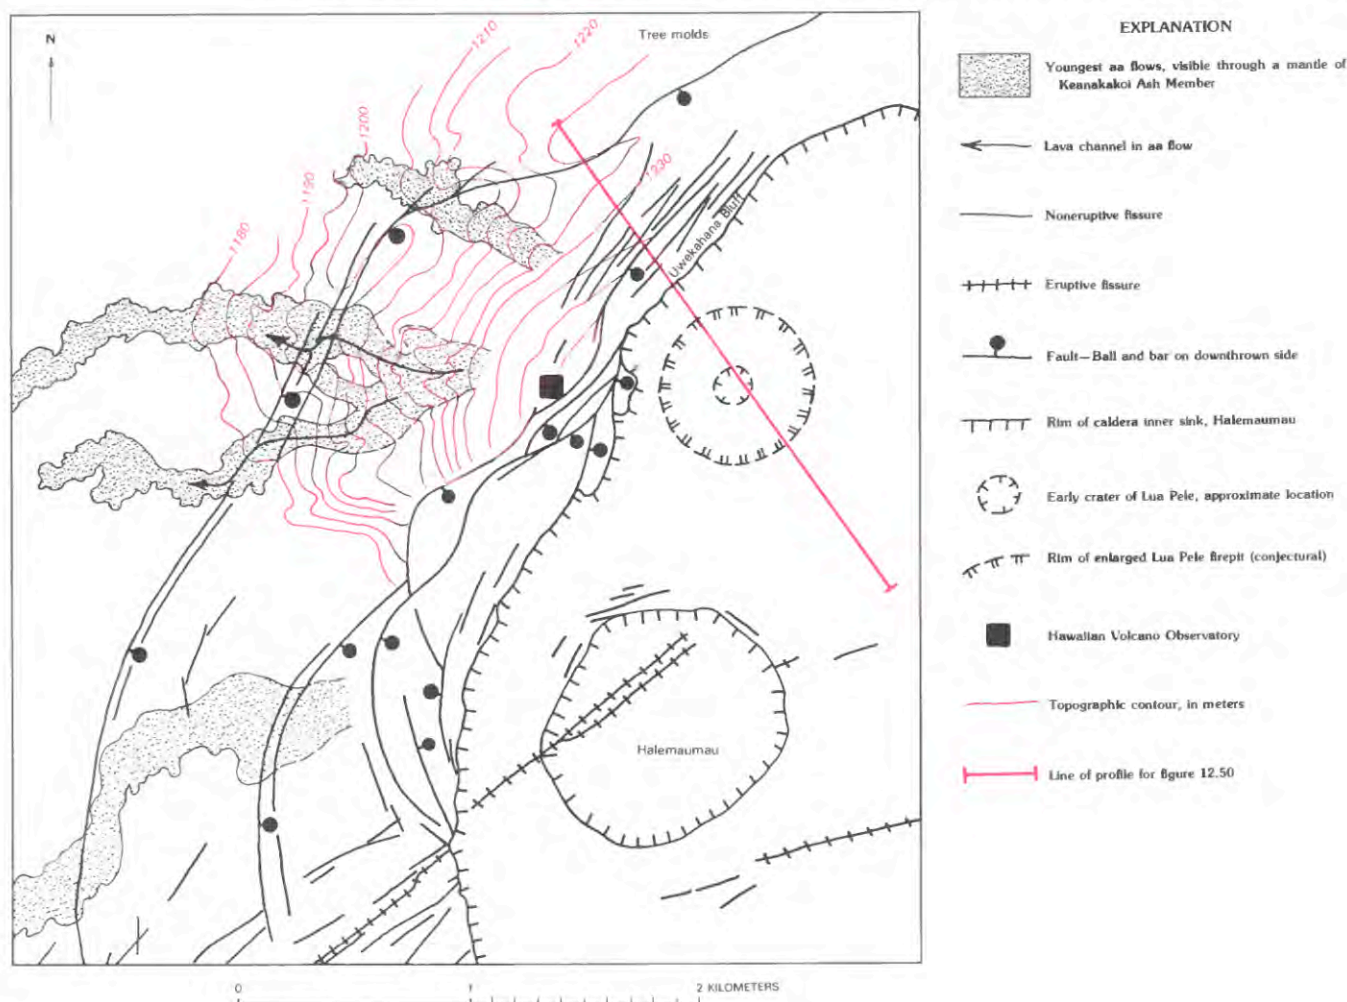 N
Tree molds
1210
1220
1200
1190
1230
1180
Uwekahana Bluff
Halemaumau
0 1 2 KILOMETERS
EXPLANATION
Youngest aa flows, visible through a mantle of
Keanakakoi Ash Member
Lava channel in aa flow
Noneruptive fissure
Eruptive fissure
Fault—Ball and bar on downthrown side
Rim of caldera inner sink, Halemaumau
Early crater of Lua Pele, approximate location
Rim of enlarged Lua Pele firepit (conjectural)
Hawaiian Volcano Observatory
Topographic contour, in meters
Line of profile for figure 12.50